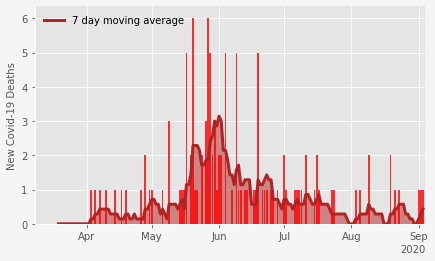 7 day moving average
New Covid-19 Deaths
6
5
4
3
2
1
0
Apr
May
Jun
Jul
Aug
Sep
2020